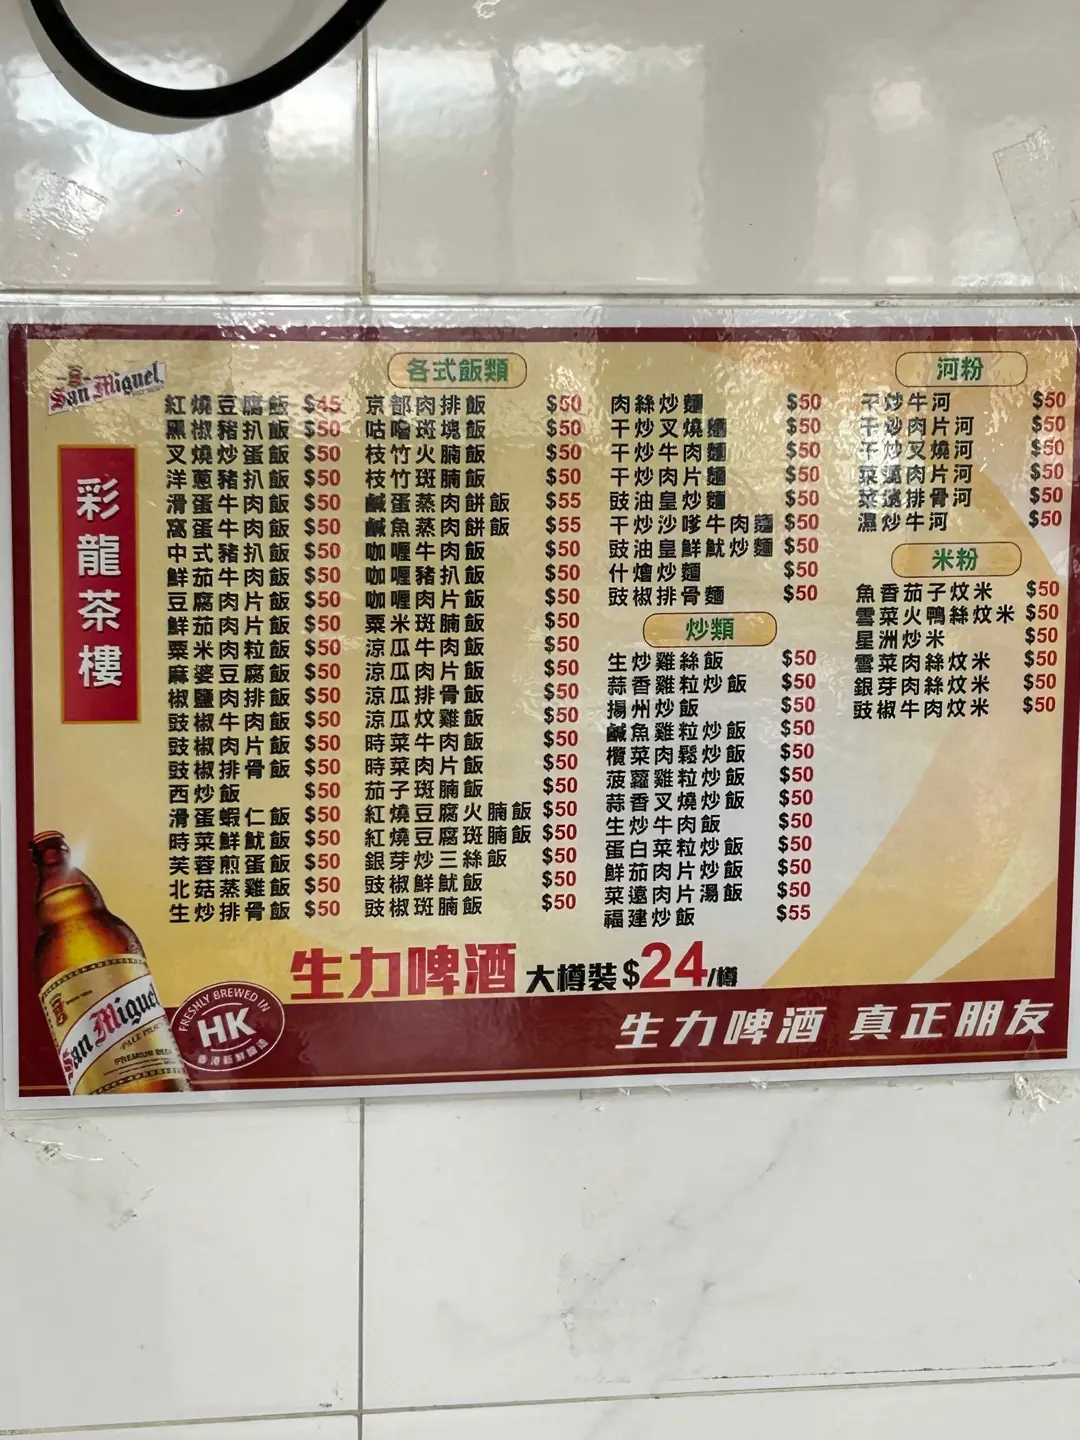 San Miguel
彩龍茶樓
各式飯類
紅燒豆腐飯 $45
黑椒豬扒飯 $50
叉燒炒蛋飯 $50
洋蔥豬扒飯 $50
滑蛋牛肉飯 $50
窩蛋牛肉飯 $50
中式豬扒飯 $50
鮮茄牛肉飯 $50
豆腐肉片飯 $50
鮮茄肉片飯 $50
粟米肉粒飯 $50
麻婆豆腐飯 $50
椒鹽肉排飯 $50
豉椒牛肉飯 $50
豉椒肉片飯 $50
豉椒排骨飯 $50
西炒飯 $50
滑蛋蝦仁飯 $50
時菜鮮魷飯 $50
芙蓉煎蛋飯 $50
北菇蒸雞飯 $50
生炒排骨飯 $50
京都肉排飯 $50
咕嚕斑塊飯 $50
枝竹火腩飯 $50
枝竹斑腩飯 $50
鹹蛋蒸肉餅飯 $55
鹹魚蒸肉餅飯 $55
咖喱牛肉飯 $50
咖喱豬扒飯 $50
咖喱肉片飯 $50
粟米斑腩飯 $50
涼瓜牛肉飯 $50
涼瓜肉片飯 $50
涼瓜排骨飯 $50
涼瓜炆雞飯 $50
時菜牛肉飯 $50
時菜肉片飯 $50
茄子斑腩飯 $50
紅燒豆腐火腩飯 $50
紅燒豆腐斑腩飯 $50
銀芽炒三絲飯 $50
豉椒鮮魷飯 $50
豉椒斑腩飯 $50
肉絲炒麵 $50
干炒叉燒麵 $50
干炒牛肉麵 $50
干炒肉片麵 $50
豉油皇炒麵 $50
干炒沙嗲牛肉麵 $50
豉油皇鮮魷炒麵 $50
什燴炒麵 $50
豉椒排骨麵 $50
炒類
生炒雞絲飯 $50
蒜香雞粒炒飯 $50
揚州炒飯 $50
鹹魚雞粒炒飯 $50
欖菜肉鬆炒飯 $50
菠蘿雞粒炒飯 $50
蒜香叉燒炒飯 $50
生炒牛肉飯 $50
蛋白菜粒炒飯 $50
鮮茄肉片炒飯 $50
菜遠肉片湯飯 $50
福建炒飯 $55
河粉
干炒牛河 $50
干炒肉片河 $50
干炒叉燒河 $50
菜遠肉片河 $50
菜遠排骨河 $50
濕炒牛河 $50
米粉
魚香茄子炆米 $50
雪菜火鴨絲炆米 $50
星洲炒米 $50
雪菜肉絲炆米 $50
銀芽肉絲炆米 $50
豉椒牛肉炆米 $50
生力啤酒 大樽裝 $24/樽
San Miguel
PALE PILSEN
PREMIUM BEER
FRESHLY BREWED IN
HK
香港新鮮釀造
生力啤酒 真正朋友